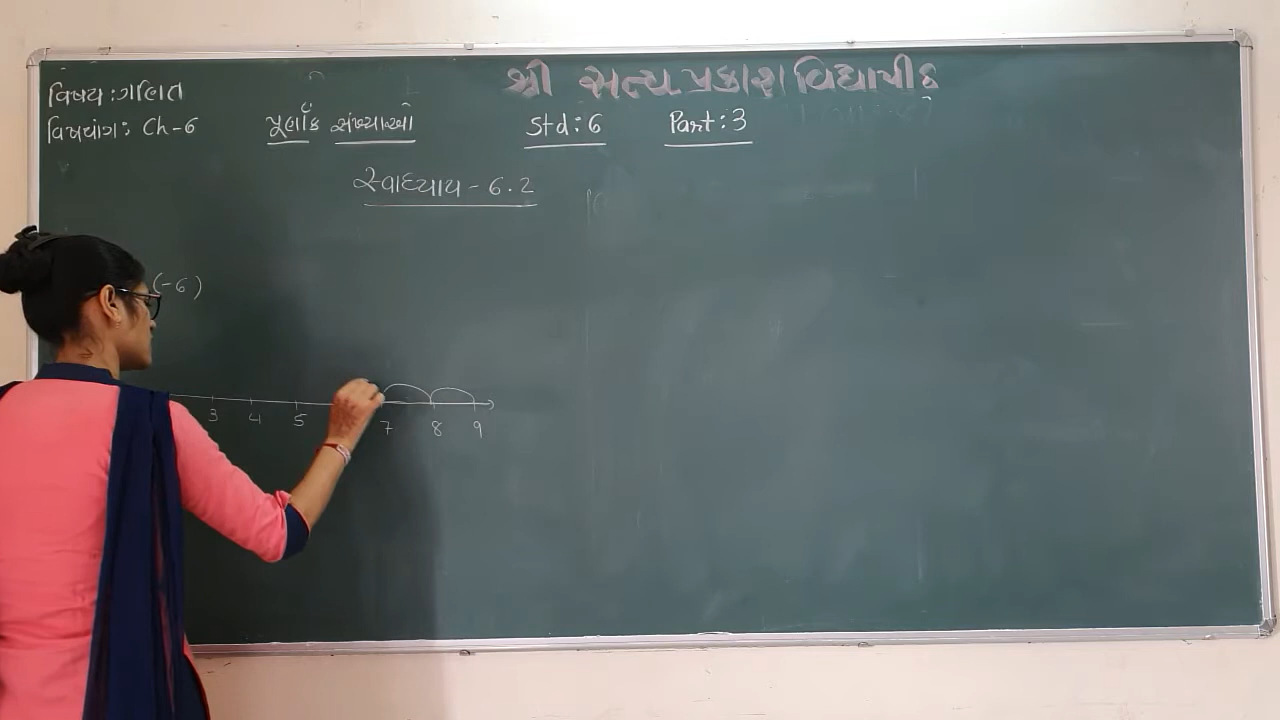 શ્રી સત્ય પ્રકાશ વિદ્યાપીઠ
વિષય : ગણિત
વિષયાંગ : Ch-6 પૂર્ણાંક સંખ્યાઓ Std : 6 Part : 3
સ્વાધ્યાય - 6.2
(-6)
3 4 5 7 8 9